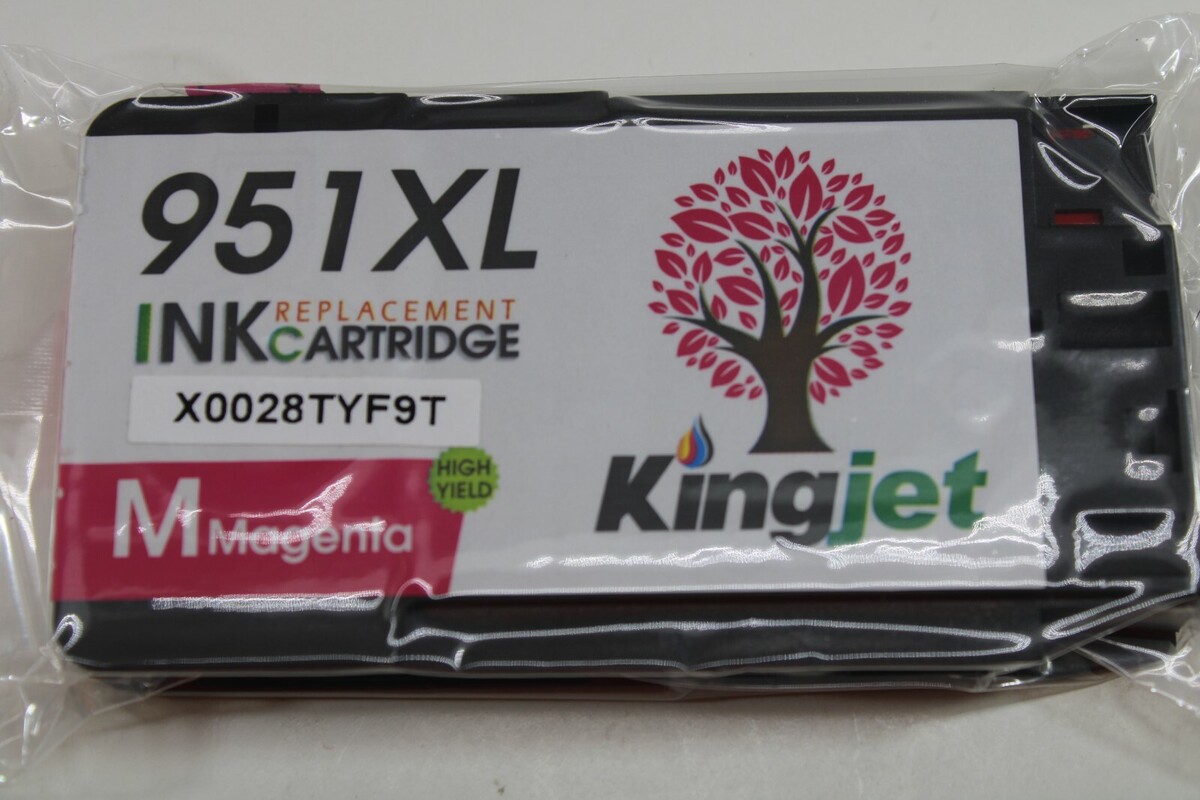 951XL
INK REPLACEMENT
CARTRIDGE
X0028TYF9T
HIGH
YIELD
M Magenta
Kingjet